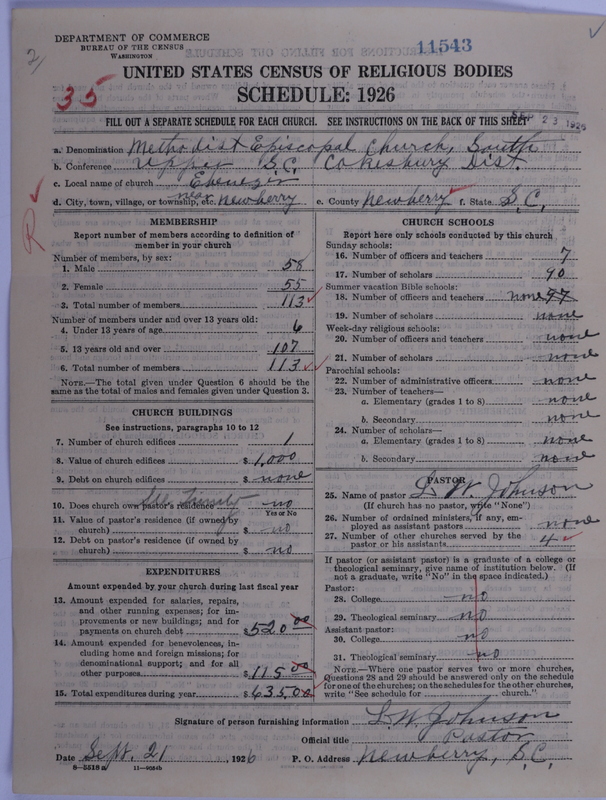 DEPARTMENT OF COMMERCE
BUREAU OF THE CENSUS
WASHINGTON
11543
35
UNITED STATES CENSUS OF RELIGIOUS BODIES
SCHEDULE: 1926
SEP 23 1926
FILL OUT A SEPARATE SCHEDULE FOR EACH CHURCH. SEE INSTRUCTIONS ON THE BACK OF THIS SHEET
a. Denomination Methodist Episcopal Church, South
b. Conference Upper S.C. Cokesbury Dist.
c. Local name of church Ebenezer
d. City, town, village, or township, etc. near Newberry e. County Newberry f. State S.C.
R
MEMBERSHIP
Report number of members according to definition of
member in your church
Number of members, by sex:
1. Male 58
2. Female 55
3. Total number of members 113
Number of members under and over 13 years old:
4. Under 13 years of age 6
5. 13 years old and over 107
6. Total number of members 113
NOTE.—The total given under Question 6 should be the
same as the total of males and females given under Question 3.
CHURCH BUILDINGS
See instructions, paragraphs 10 to 12
7. Number of church edifices 1
8. Value of church edifices $ 1,000
9. Debt on church edifices $ none
10. Does church own pastor's residence no
Yes or No
11. Value of pastor's residence (if owned by
church) $ no
12. Debt on pastor's residence (if owned by
church) $ no
EXPENDITURES
Amount expended by your church during last fiscal year
13. Amount expended for salaries, repairs,
and other running expenses; for im-
provements or new buildings; and for
payments on church debt $ 520 00
14. Amount expended for benevolences, in-
cluding home and foreign missions; for
denominational support; and for all
other purposes $ 115 00
15. Total expenditures during year $ 635.00
CHURCH SCHOOLS
Report here only schools conducted by this church
Sunday schools:
16. Number of officers and teachers 7
17. Number of scholars 90
Summer vacation Bible schools:
18. Number of officers and teachers none 97
19. Number of scholars none
Week-day religious schools:
20. Number of officers and teachers none
21. Number of scholars none
Parochial schools:
22. Number of administrative officers none
23. Number of teachers—
a. Elementary (grades 1 to 8) none
b. Secondary none
24. Number of scholars—
a. Elementary (grades 1 to 8) none
b. Secondary none
PASTOR
25. Name of pastor L. W. Johnson
(If church has no pastor, write "None")
26. Number of ordained ministers, if any, em-
ployed as assistant pastors none
27. Number of other churches served by the
pastor or his assistants 4
If pastor (or assistant pastor) is a graduate of a college or
theological seminary, give name of institution below. (If
not a graduate, write "No" in the space indicated.)
Pastor:
28. College no
29. Theological seminary no
Assistant pastor:
30. College no
31. Theological seminary no
NOTE.—Where one pastor serves two or more churches,
Questions 28 and 29 should be answered only on the schedule
for one of the churches; on the schedules for the other churches,
write "See schedule for church."
Signature of person furnishing information L. W. Johnson
Official title Pastor
Date Sept. 21, 1926 P. O. Address Newberry, S.C.
8-5518 a 11-9084b